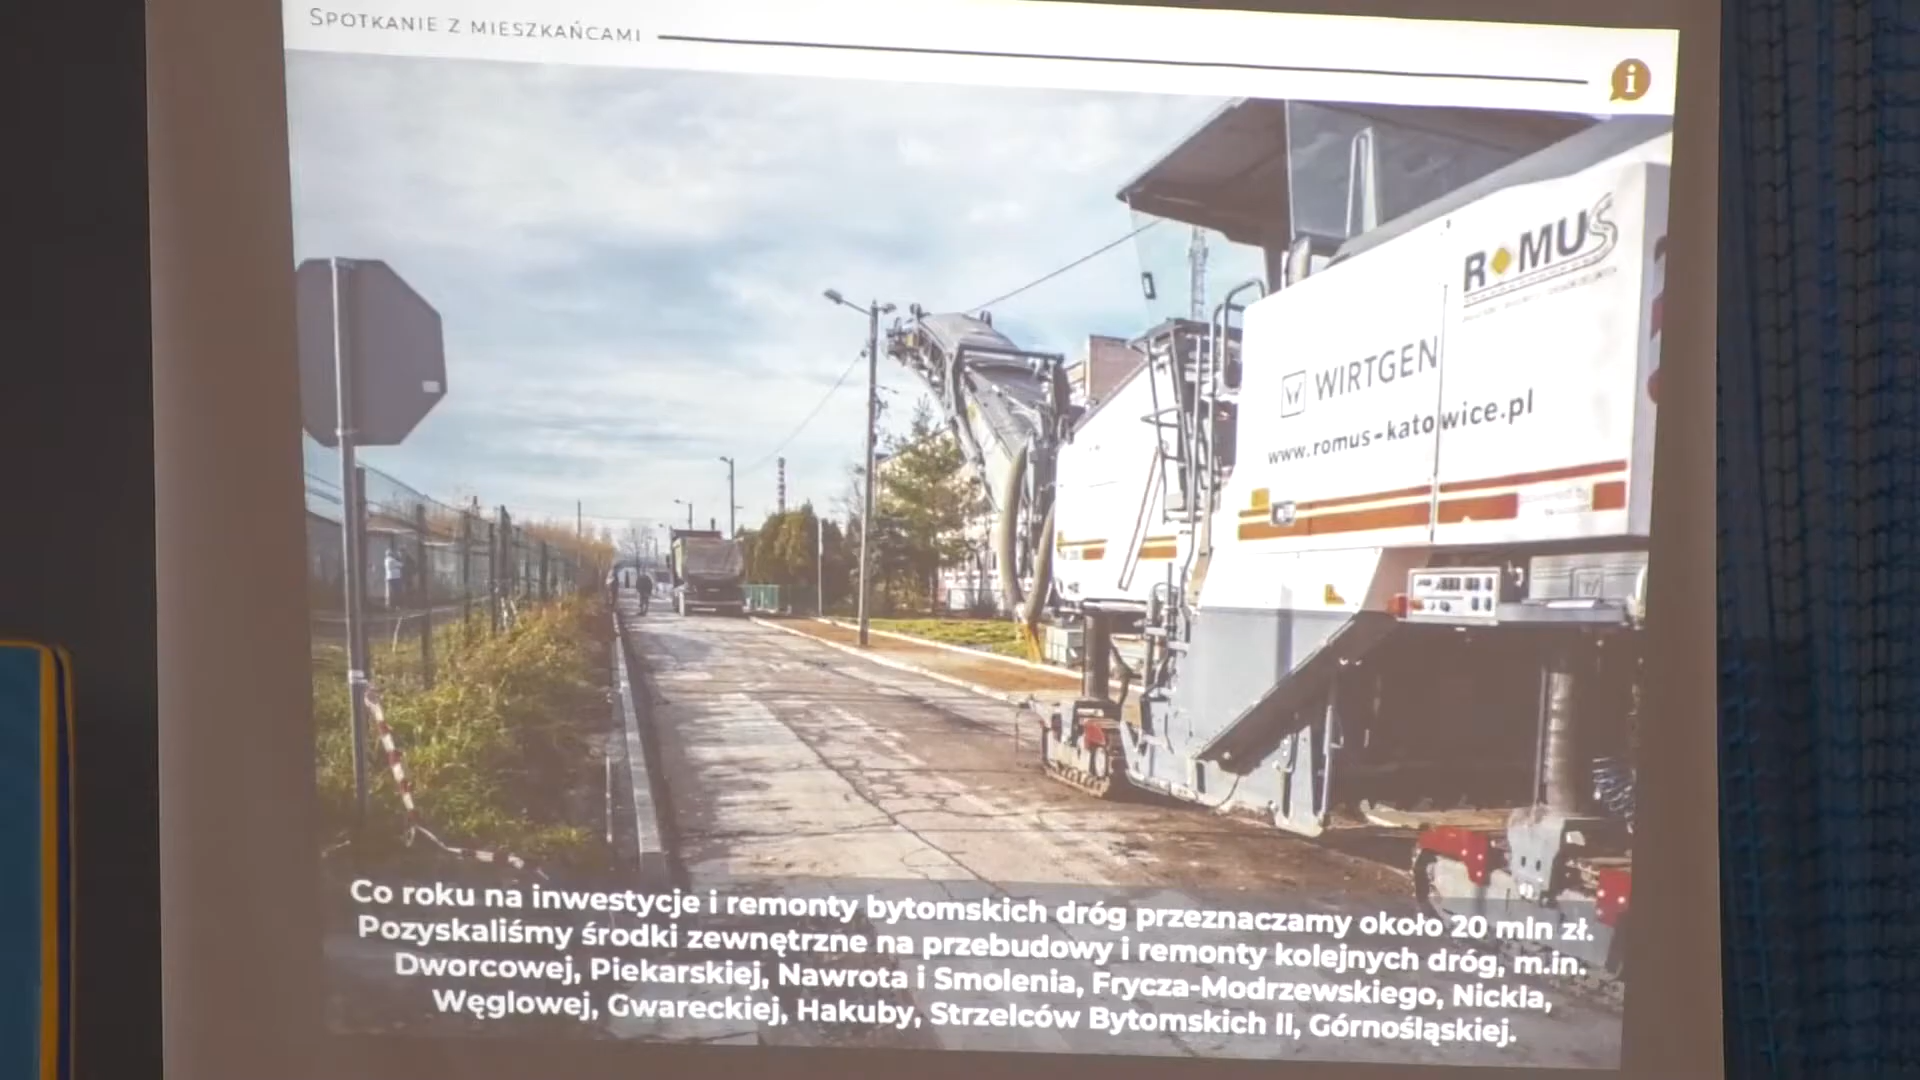 SPOTKANIE Z MIESZKAŃCAMI
i
ROMUS
WIRTGEN
www.romus-katowice.pl
Co roku na inwestycje i remonty bytomskich dróg przeznaczamy około 20 mln zł.
Pozyskaliśmy środki zewnętrzne na przebudowy i remonty kolejnych dróg, m.in.
Dworcowej, Piekarskiej, Nawrota i Smolenia, Frycza-Modrzewskiego, Nickla,
Węglowej, Gwareckiej, Hakuby, Strzelców Bytomskich II, Górnośląskiej.